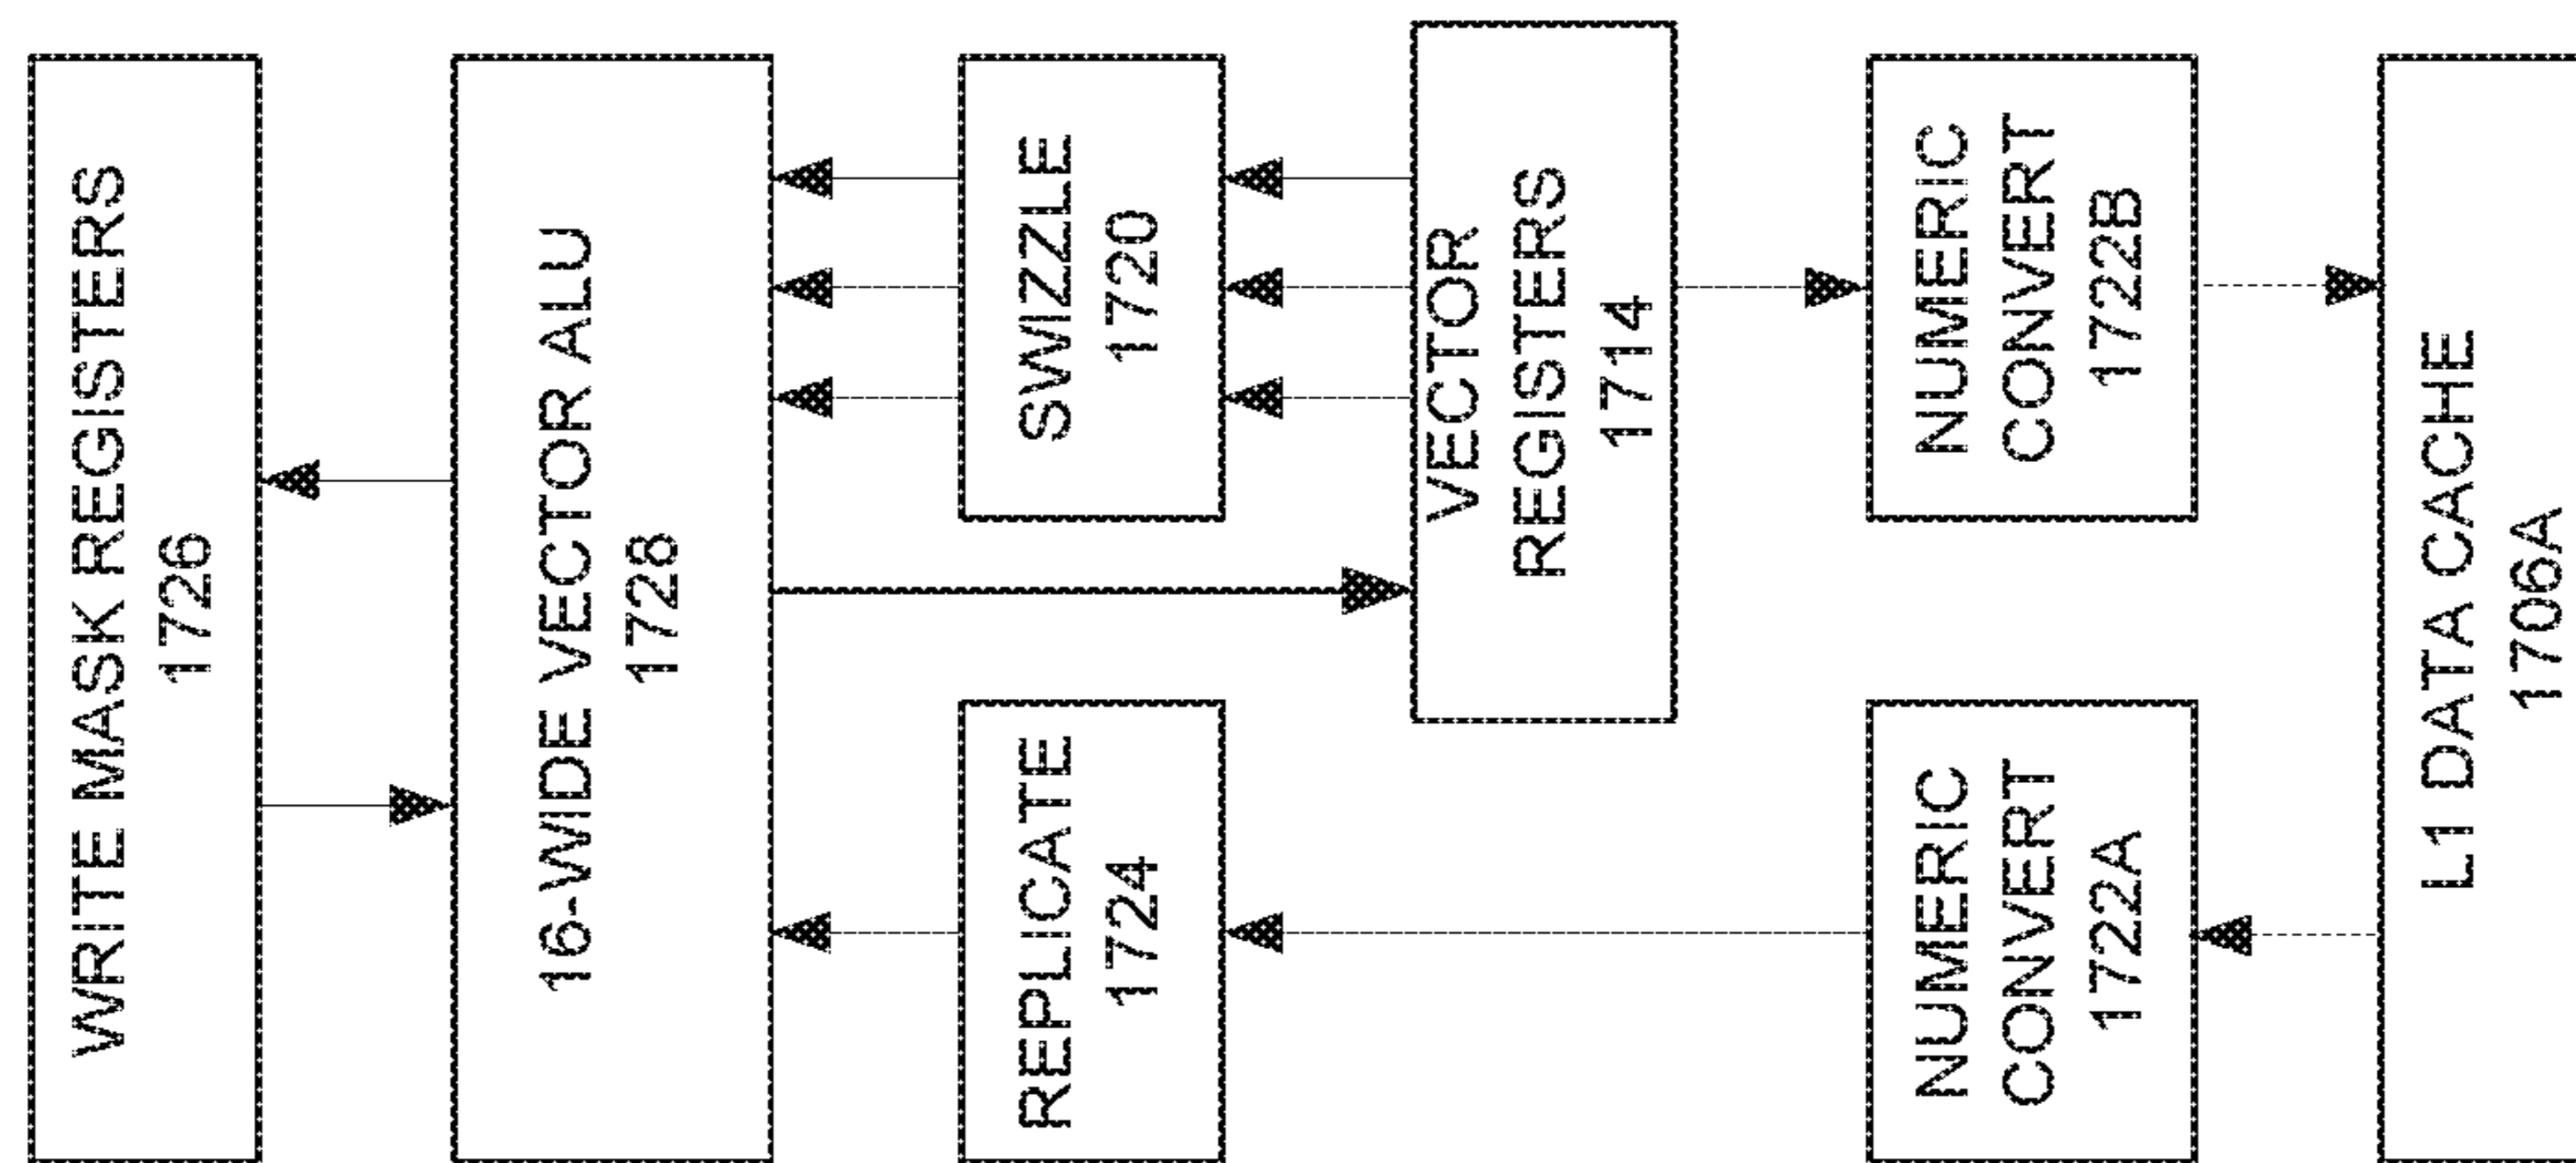 WRITE MASK REGISTERS
1726
16-WIDE VECTOR ALU
1728
REPLICATE
1724
SWIZZLE
1720
VECTOR
REGISTERS
1714
NUMERIC
CONVERT
1722A
NUMERIC
CONVERT
1722B
L1 DATA CACHE
1706A